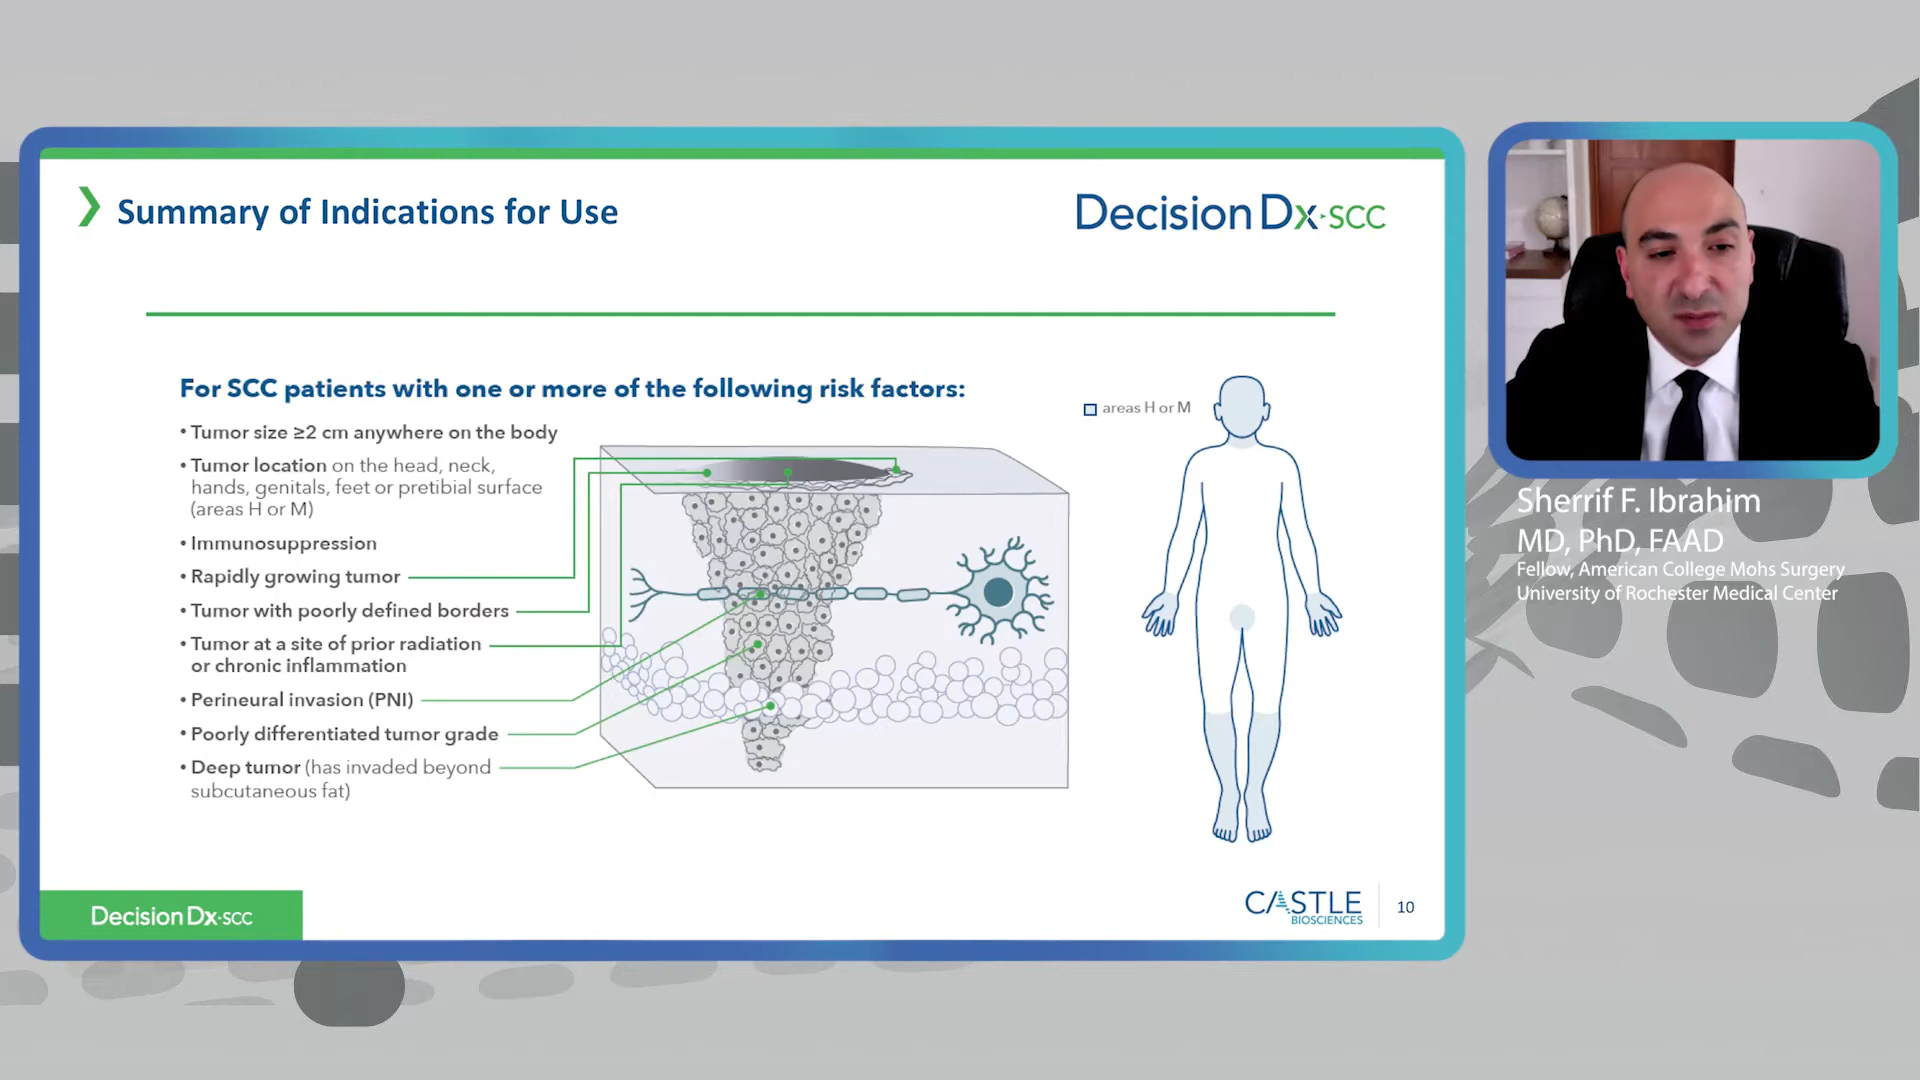 Summary of Indications for Use
Decision Dx·SCC
For SCC patients with one or more of the following risk factors:
• Tumor size ≥2 cm anywhere on the body
• Tumor location on the head, neck,
hands, genitals, feet or pretibial surface
(areas H or M)
• Immunosuppression
• Rapidly growing tumor
• Tumor with poorly defined borders
• Tumor at a site of prior radiation
or chronic inflammation
• Perineural invasion (PNI)
• Poorly differentiated tumor grade
• Deep tumor (has invaded beyond
subcutaneous fat)
areas H or M
Decision Dx·SCC
CASTLE
BIOSCIENCES
10
Sherrif F. Ibrahim
MD, PhD, FAAD
Fellow, American College Mohs Surgery
University of Rochester Medical Center